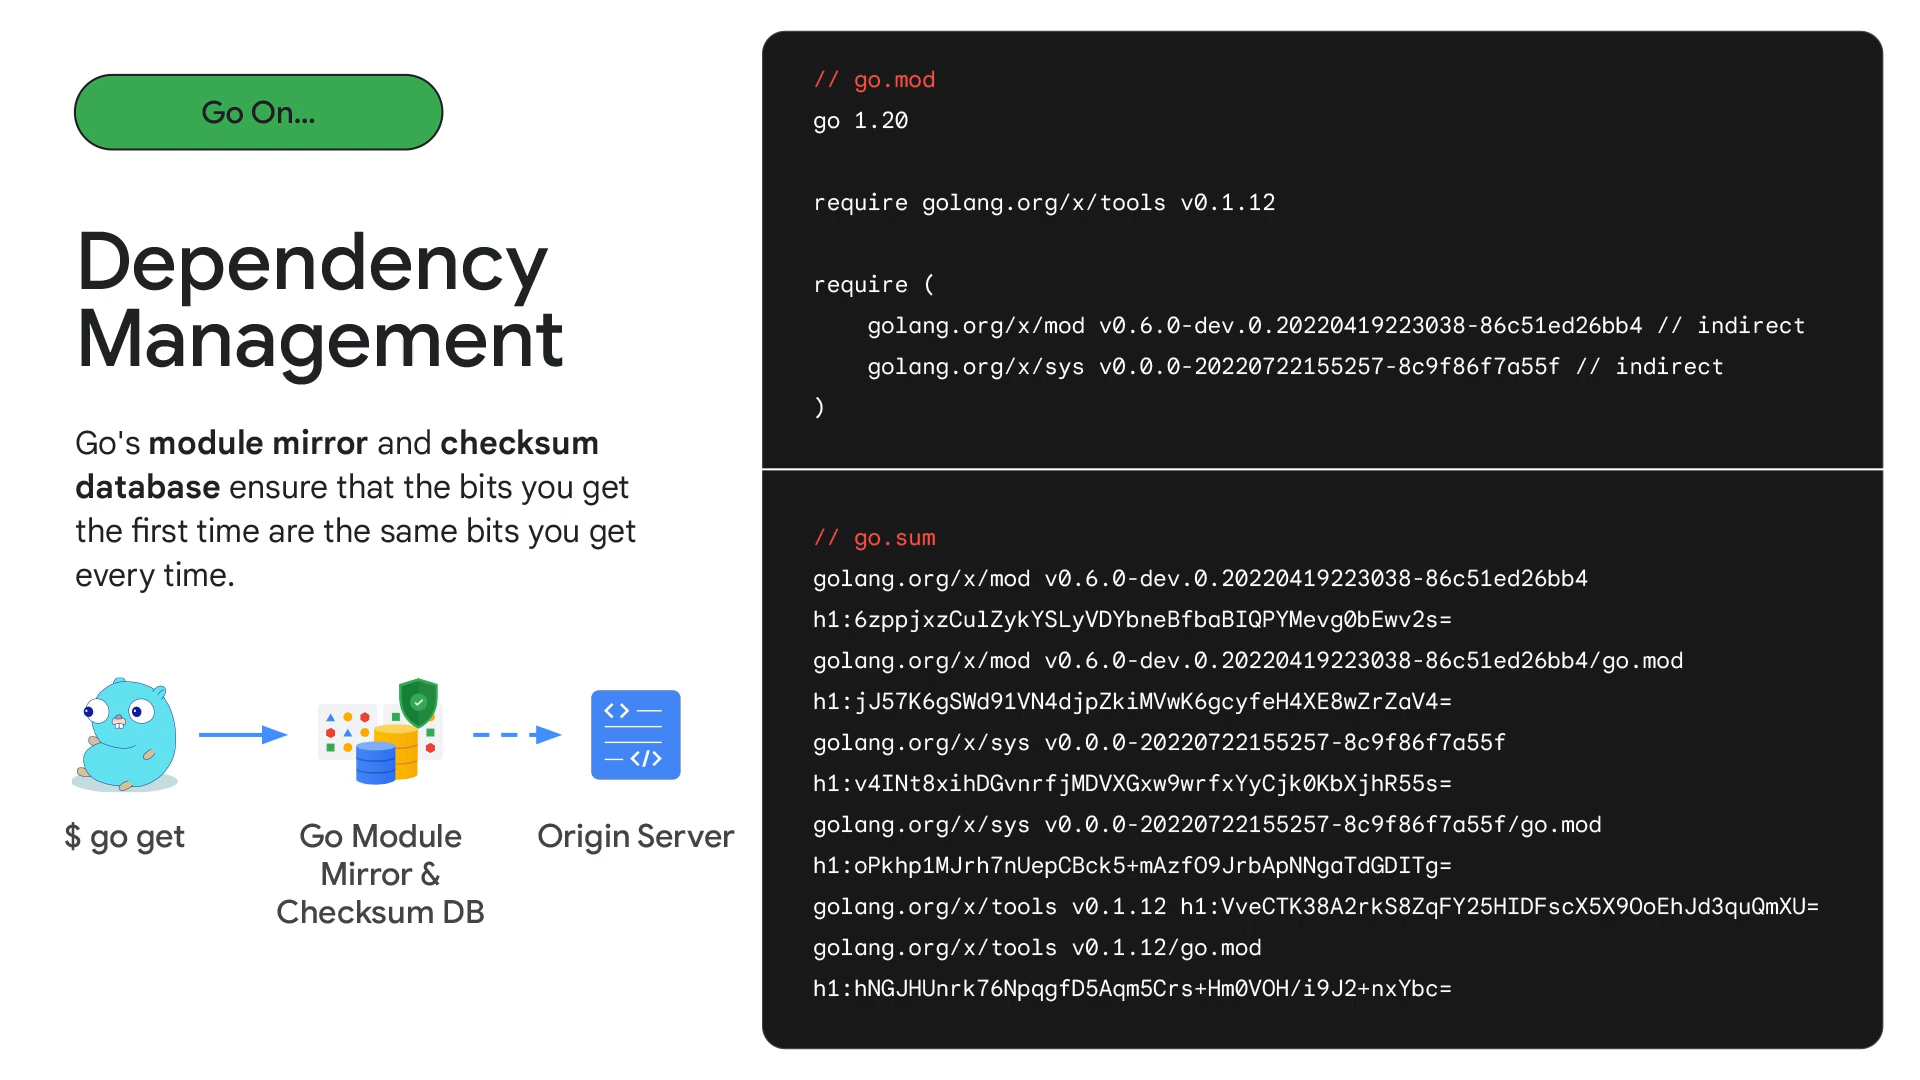 Go On...
Dependency
Management
Go's module mirror and checksum
database ensure that the bits you get
the first time are the same bits you get
every time.
$ go get
Go Module
Mirror &
Checksum DB
Origin Server
// go.mod
go 1.20
require golang.org/x/tools v0.1.12
require (
golang.org/x/mod v0.6.0-dev.0.20220419223038-86c51ed26bb4 // indirect
golang.org/x/sys v0.0.0-20220722155257-8c9f86f7a55f // indirect
)
// go.sum
golang.org/x/mod v0.6.0-dev.0.20220419223038-86c51ed26bb4
h1:6zppjxzCulZykYSLyVDYbneBfbaBIQPYMevg0bEwv2s=
golang.org/x/mod v0.6.0-dev.0.20220419223038-86c51ed26bb4/go.mod
h1:jJ57K6gSWd91VN4djpZkiMVwK6gcyfeH4XE8wZrZaV4=
golang.org/x/sys v0.0.0-20220722155257-8c9f86f7a55f
h1:v4INt8xihDGvnrfjMDVXGxw9wrfxYyCjk0KbXjhR55s=
golang.org/x/sys v0.0.0-20220722155257-8c9f86f7a55f/go.mod
h1:oPkhp1MJrh7nUepCBck5+mAzfO9JrbApNNgaTdGDITg=
golang.org/x/tools v0.1.12 h1:VveCTK38A2rkS8ZqFY25HIDFscX5X9OoEhJd3quQmXU=
golang.org/x/tools v0.1.12/go.mod
h1:hNGJHUnrk76NpqgfD5Aqm5Crs+Hm0VOH/i9J2+nxYbc=